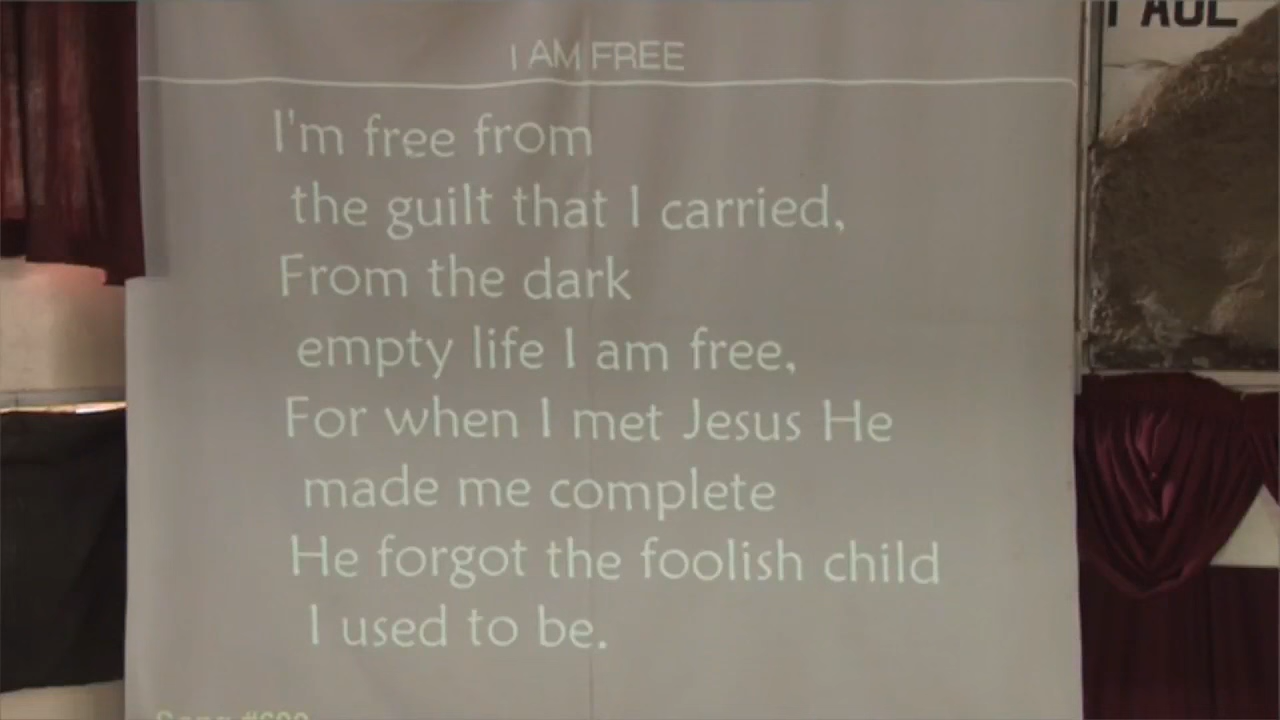 I AM FREE
I'm free from
the guilt that I carried,
From the dark
empty life I am free,
For when I met Jesus He
made me complete
He forgot the foolish child
I used to be.